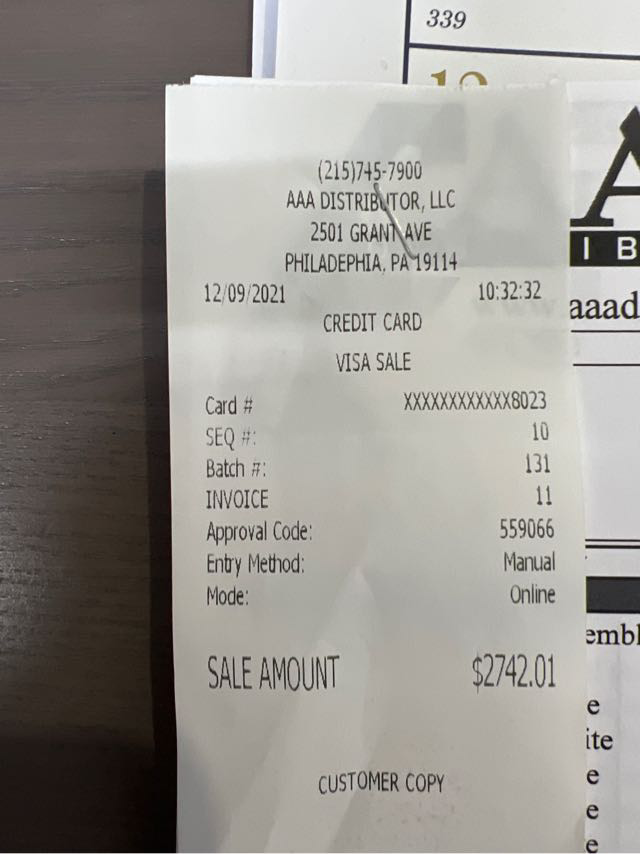 339
(215)745-7900
AAA DISTRIBUTOR, LLC
2501 GRANT AVE
PHILADEPHIA, PA 19114
12/09/2021 10:32:32
CREDIT CARD
VISA SALE
Card # XXXXXXXXXXXX8023
SEQ #: 10
Batch #: 131
INVOICE 11
Approval Code: 559066
Entry Method: Manual
Mode: Online
SALE AMOUNT $2742.01
CUSTOMER COPY
A
I B
aaad
embl
e
ite
e
e
e